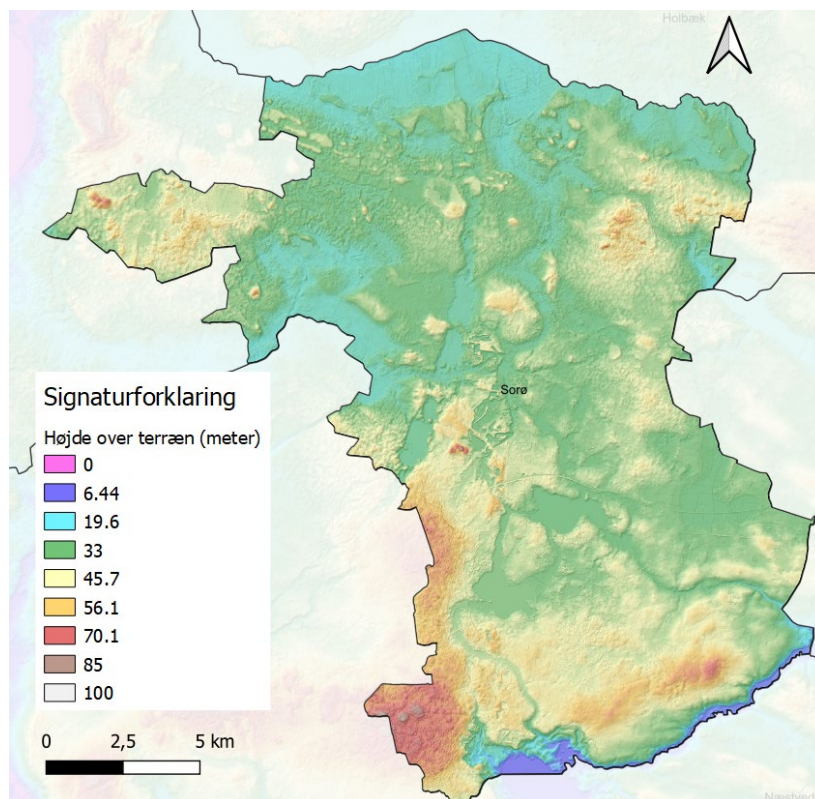 Holbæk
Sorø
Signaturforklaring
Højde over terræn (meter)
0
6.44
19.6
33
45.7
56.1
70.1
85
100
0 2,5 5 km
Næstved